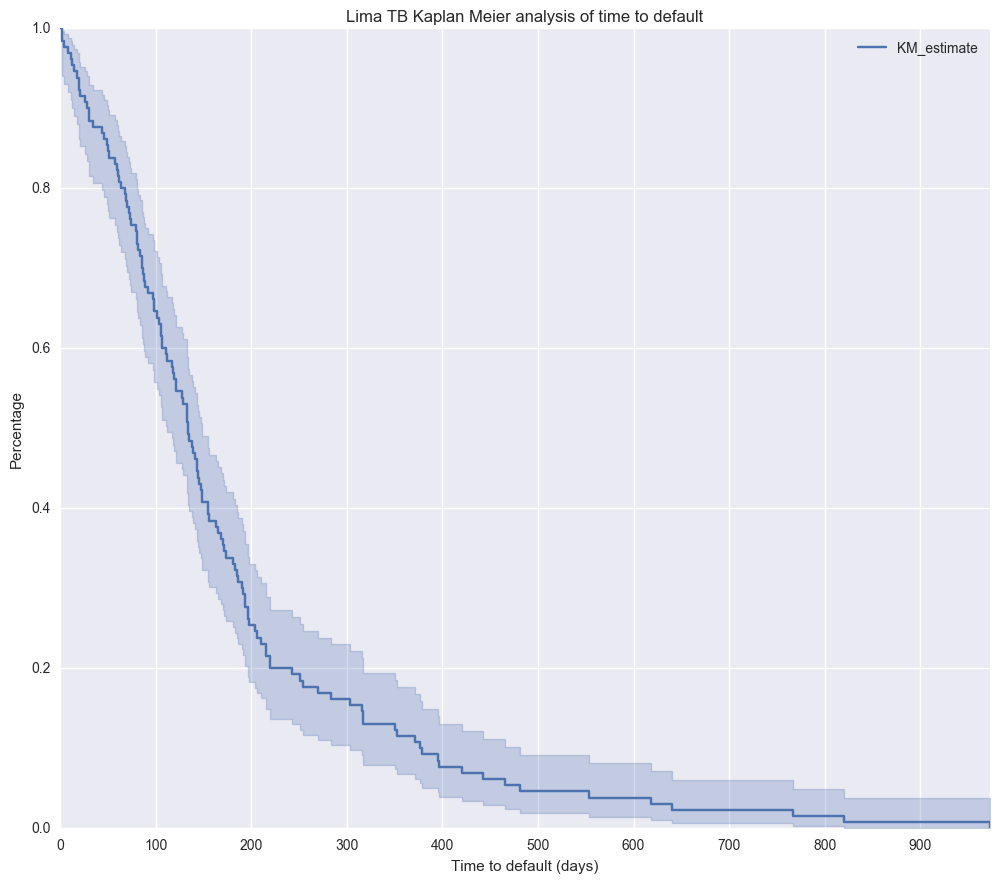 Lima TB Kaplan Meier analysis of time to default
KM_estimate
1.0
0.8
0.6
0.4
0.2
0.0
Percentage
0 100 200 300 400 500 600 700 800 900
Time to default (days)